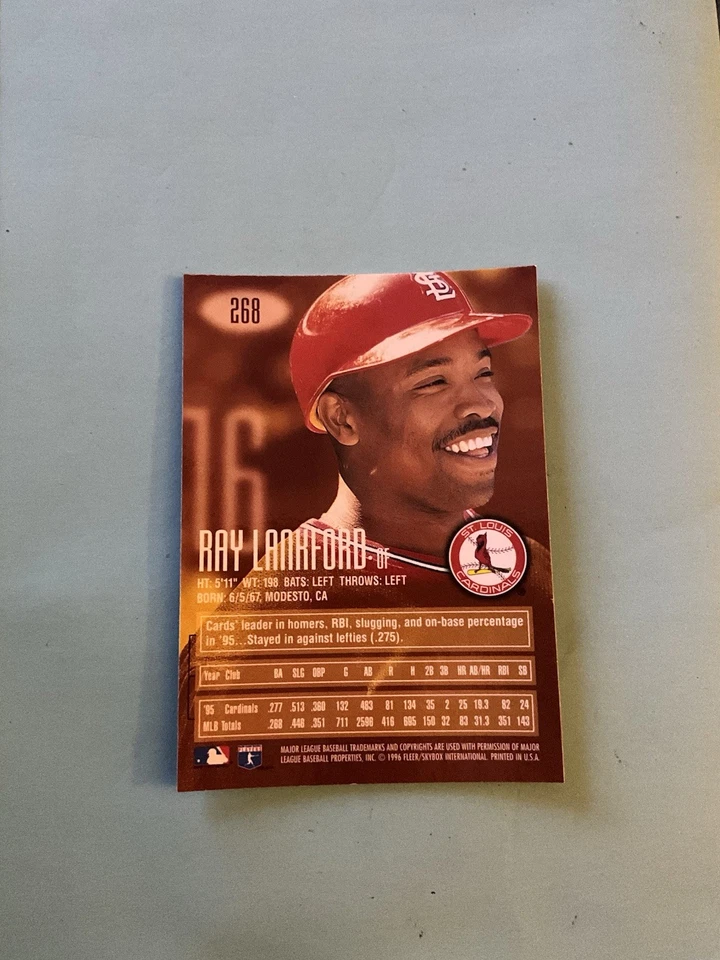 268
STL
16
RAY LANKFORD - OF
HT: 5'11" WT: 198 BATS: LEFT THROWS: LEFT
BORN: 6/5/67, MODESTO, CA
ST. LOUIS
CARDINALS
Cards' leader in homers, RBI, slugging, and on-base percentage
in '95...Stayed in against lefties (.275).
Year Club BA SLG OBP G AB R H 2B 3B HR AB/HR RBI SB
'95 Cardinals .277 .513 .360 132 483 81 134 35 2 25 19.3 82 24
MLB Totals .268 .440 .351 711 2598 416 695 150 32 83 31.3 351 143
MAJOR LEAGUE BASEBALL TRADEMARKS AND COPYRIGHTS ARE USED WITH PERMISSION OF MAJOR
LEAGUE BASEBALL PROPERTIES, INC. © 1996 FLEER/SKYBOX INTERNATIONAL. PRINTED IN U.S.A.